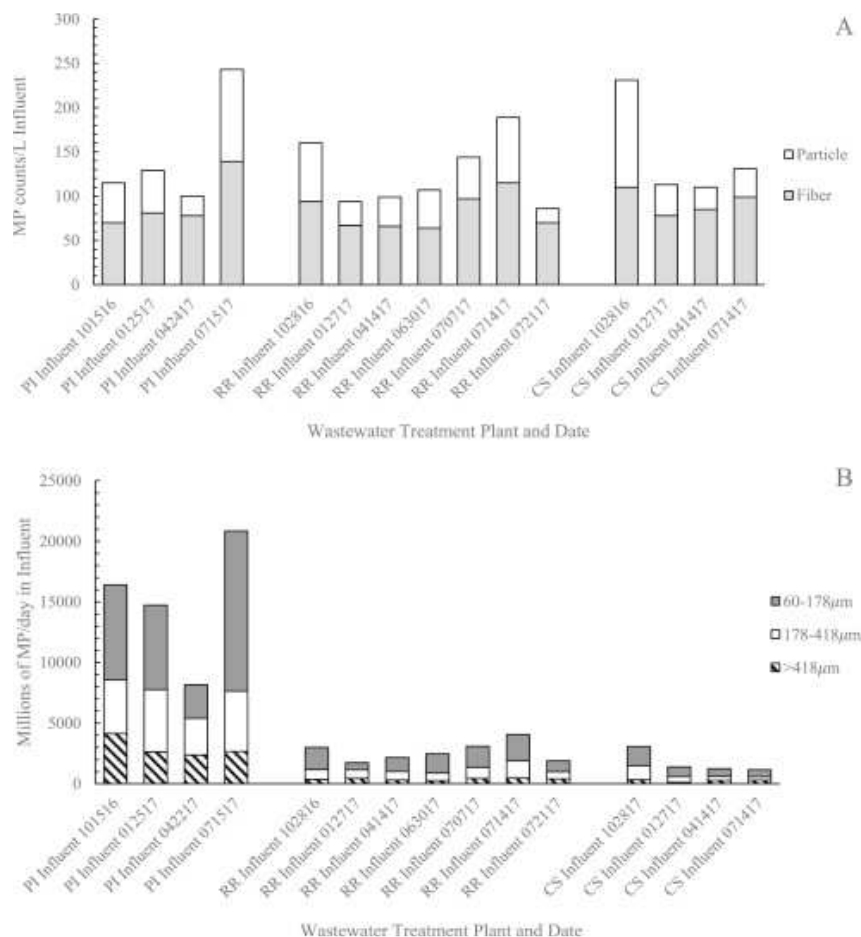 A
300
250
200
150
100
50
0
MP counts/L Influent
Particle
Fiber
PI Influent 101516
PI Influent 012517
PI Influent 042417
PI Influent 071517
RR Influent 102816
RR Influent 012717
RR Influent 041417
RR Influent 063017
RR Influent 070717
RR Influent 071417
RR Influent 072117
CS Influent 102816
CS Influent 012717
CS Influent 041417
CS Influent 071417
Wastewater Treatment Plant and Date
B
25000
20000
15000
10000
5000
0
Millions of MP/day in Influent
60-178μm
178-418μm
>418μm
PI Influent 101516
PI Influent 012517
PI Influent 042217
PI Influent 071517
RR Influent 102816
RR Influent 012717
RR Influent 041417
RR Influent 063017
RR Influent 070717
RR Influent 071417
RR Influent 072117
CS Influent 102817
CS Influent 012717
CS Influent 041417
CS Influent 071417
Wastewater Treatment Plant and Date